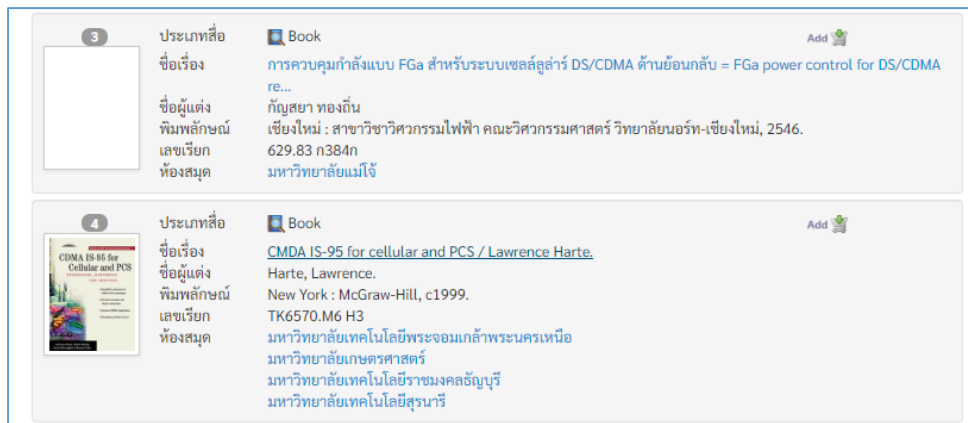 3
ประเภทสื่อ Book Add
ชื่อเรื่อง การควบคุมกำลังแบบ FGa สำหรับระบบเซลล์ลูล่าร์ DS/CDMA ด้านย้อนกลับ = FGa power control for DS/CDMA
re...
ชื่อผู้แต่ง กัญสยา ทองถิ่น
พิมพลักษณ์ เชียงใหม่ : สาขาวิชาวิศวกรรมไฟฟ้า คณะวิศวกรรมศาสตร์ วิทยาลัยนอร์ท-เชียงใหม่, 2546.
เลขเรียก 629.83 ก384ก
ห้องสมุด มหาวิทยาลัยแม่โจ้
4
ประเภทสื่อ Book Add
ชื่อเรื่อง CMDA IS-95 for cellular and PCS / Lawrence Harte.
ชื่อผู้แต่ง Harte, Lawrence.
พิมพลักษณ์ New York : McGraw-Hill, c1999.
เลขเรียก TK6570.M6 H3
ห้องสมุด มหาวิทยาลัยเทคโนโลยีพระจอมเกล้าพระนครเหนือ
มหาวิทยาลัยเกษตรศาสตร์
มหาวิทยาลัยเทคโนโลยีราชมงคลธัญบุรี
มหาวิทยาลัยเทคโนโลยีสุรนารี
CDMA IS-95 for
Cellular and PCS